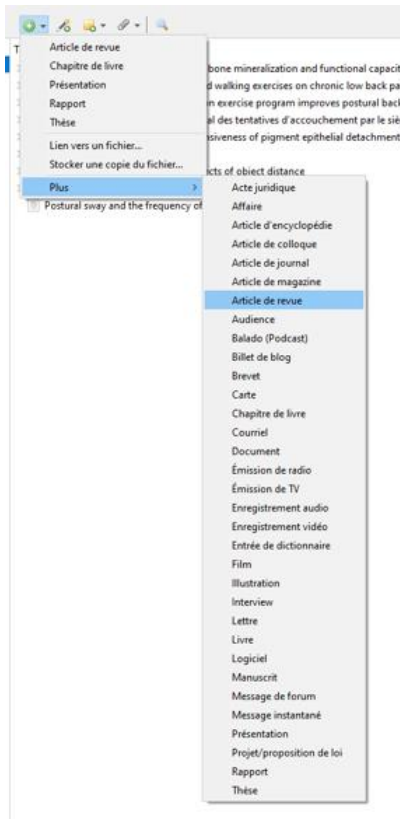 T
Article de revue
Chapitre de livre
Présentation
Rapport
Thèse
Lien vers un fichier...
Stocker une copie du fichier...
Plus
bone mineralization and functional capacit
d walking exercises on chronic low back pa
n exercise program improves postural back
al des tentatives d'accouchement par le siè
nsiveness of pigment epithelial detachment
cts of object distance
Postural sway and the frequency of
Acte juridique
Affaire
Article d'encyclopédie
Article de colloque
Article de journal
Article de magazine
Article de revue
Audience
Balado (Podcast)
Billet de blog
Brevet
Carte
Chapitre de livre
Courriel
Document
Émission de radio
Émission de TV
Enregistrement audio
Enregistrement vidéo
Entrée de dictionnaire
Film
Illustration
Interview
Lettre
Livre
Logiciel
Manuscrit
Message de forum
Message instantané
Présentation
Projet/proposition de loi
Rapport
Thèse